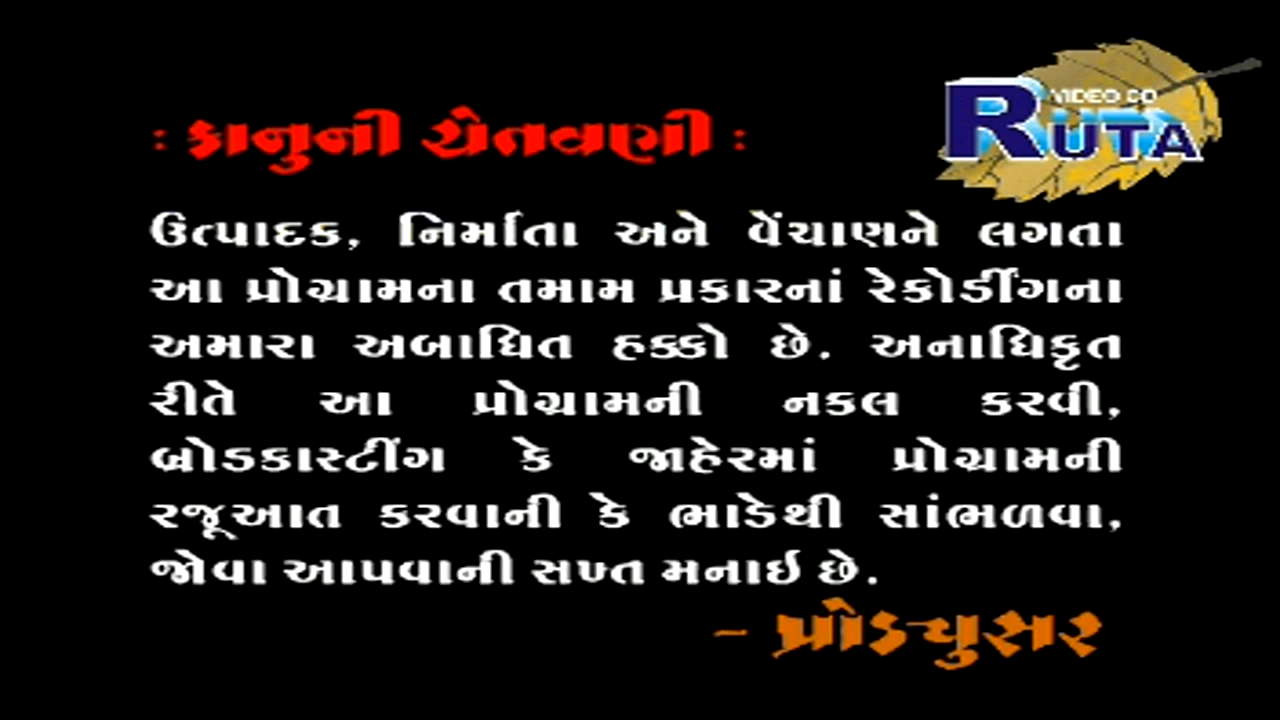 VIDEO CD
RUTA
: કાનુની ચેતવણી :
ઉત્પાદક, નિર્માતા અને વેંચાણને લગતા
આ પ્રોગ્રામના તમામ પ્રકારનાં રેકોર્ડીંગના
અમારા અબાધિત હક્કો છે. અનાધિકૃત
રીતે આ પ્રોગ્રામની નકલ કરવી,
બ્રોડકાસ્ટીંગ કે જાહેરમાં પ્રોગ્રામની
રજૂઆત કરવાની કે ભાડેથી સાંભળવા,
જોવા આપવાની સખ્ત મનાઇ છે.
- પ્રોડ્યુસર